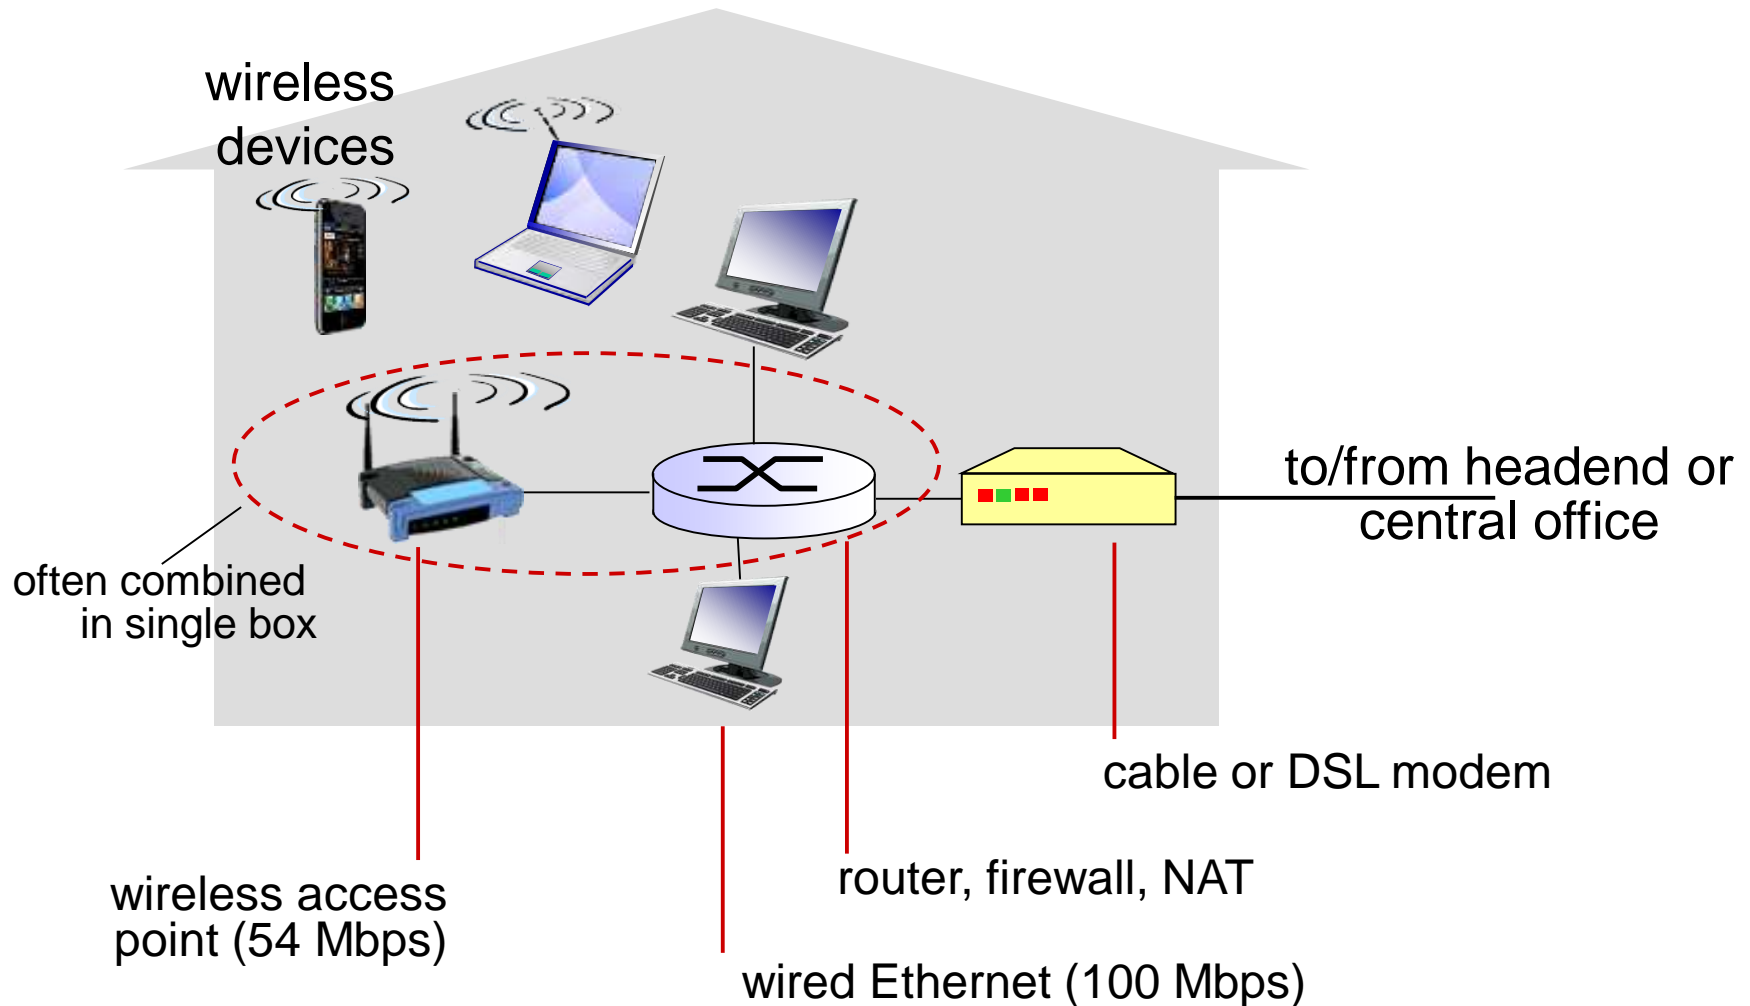 wireless
devices
to/from headend or
central office
often combined
in single box
cable or DSL modem
router, firewall, NAT
wireless access
point (54 Mbps)
wired Ethernet (100 Mbps)